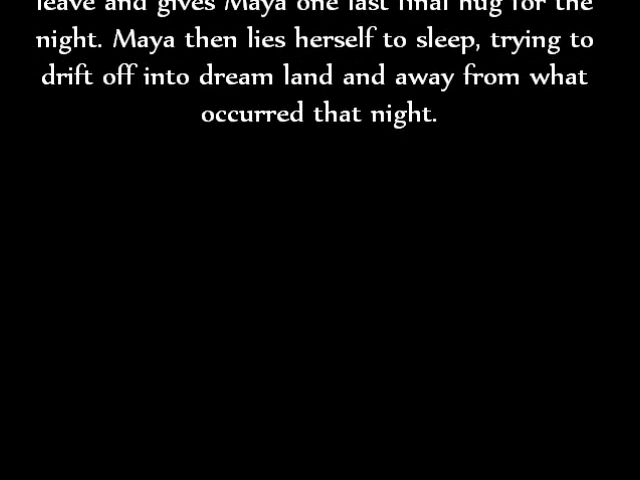 leave and gives Maya one last final hug for the
night. Maya then lies herself to sleep, trying to
drift off into dream land and away from what
occurred that night.